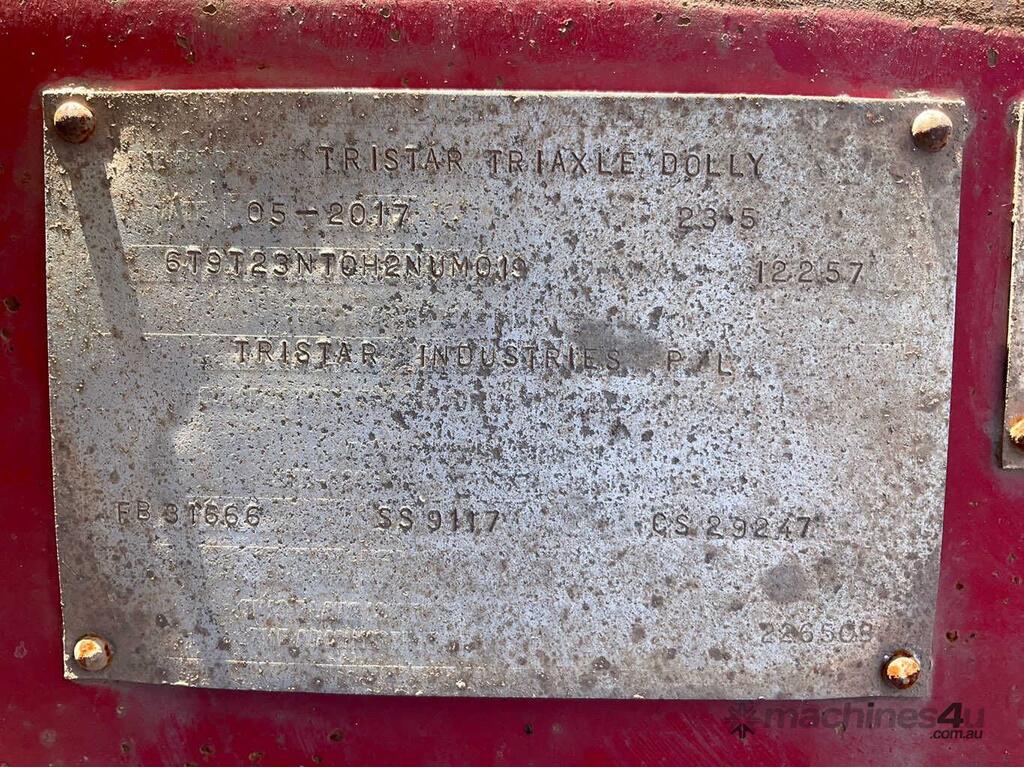 TRISTAR TRIAXLE DOLLY
05-2017 23.5
6T9T23NT0H2NUM019 12257
TRISTAR INDUSTRIES P/L
FB 31666 SS 9117 CS 29247
machines4u
.com.au